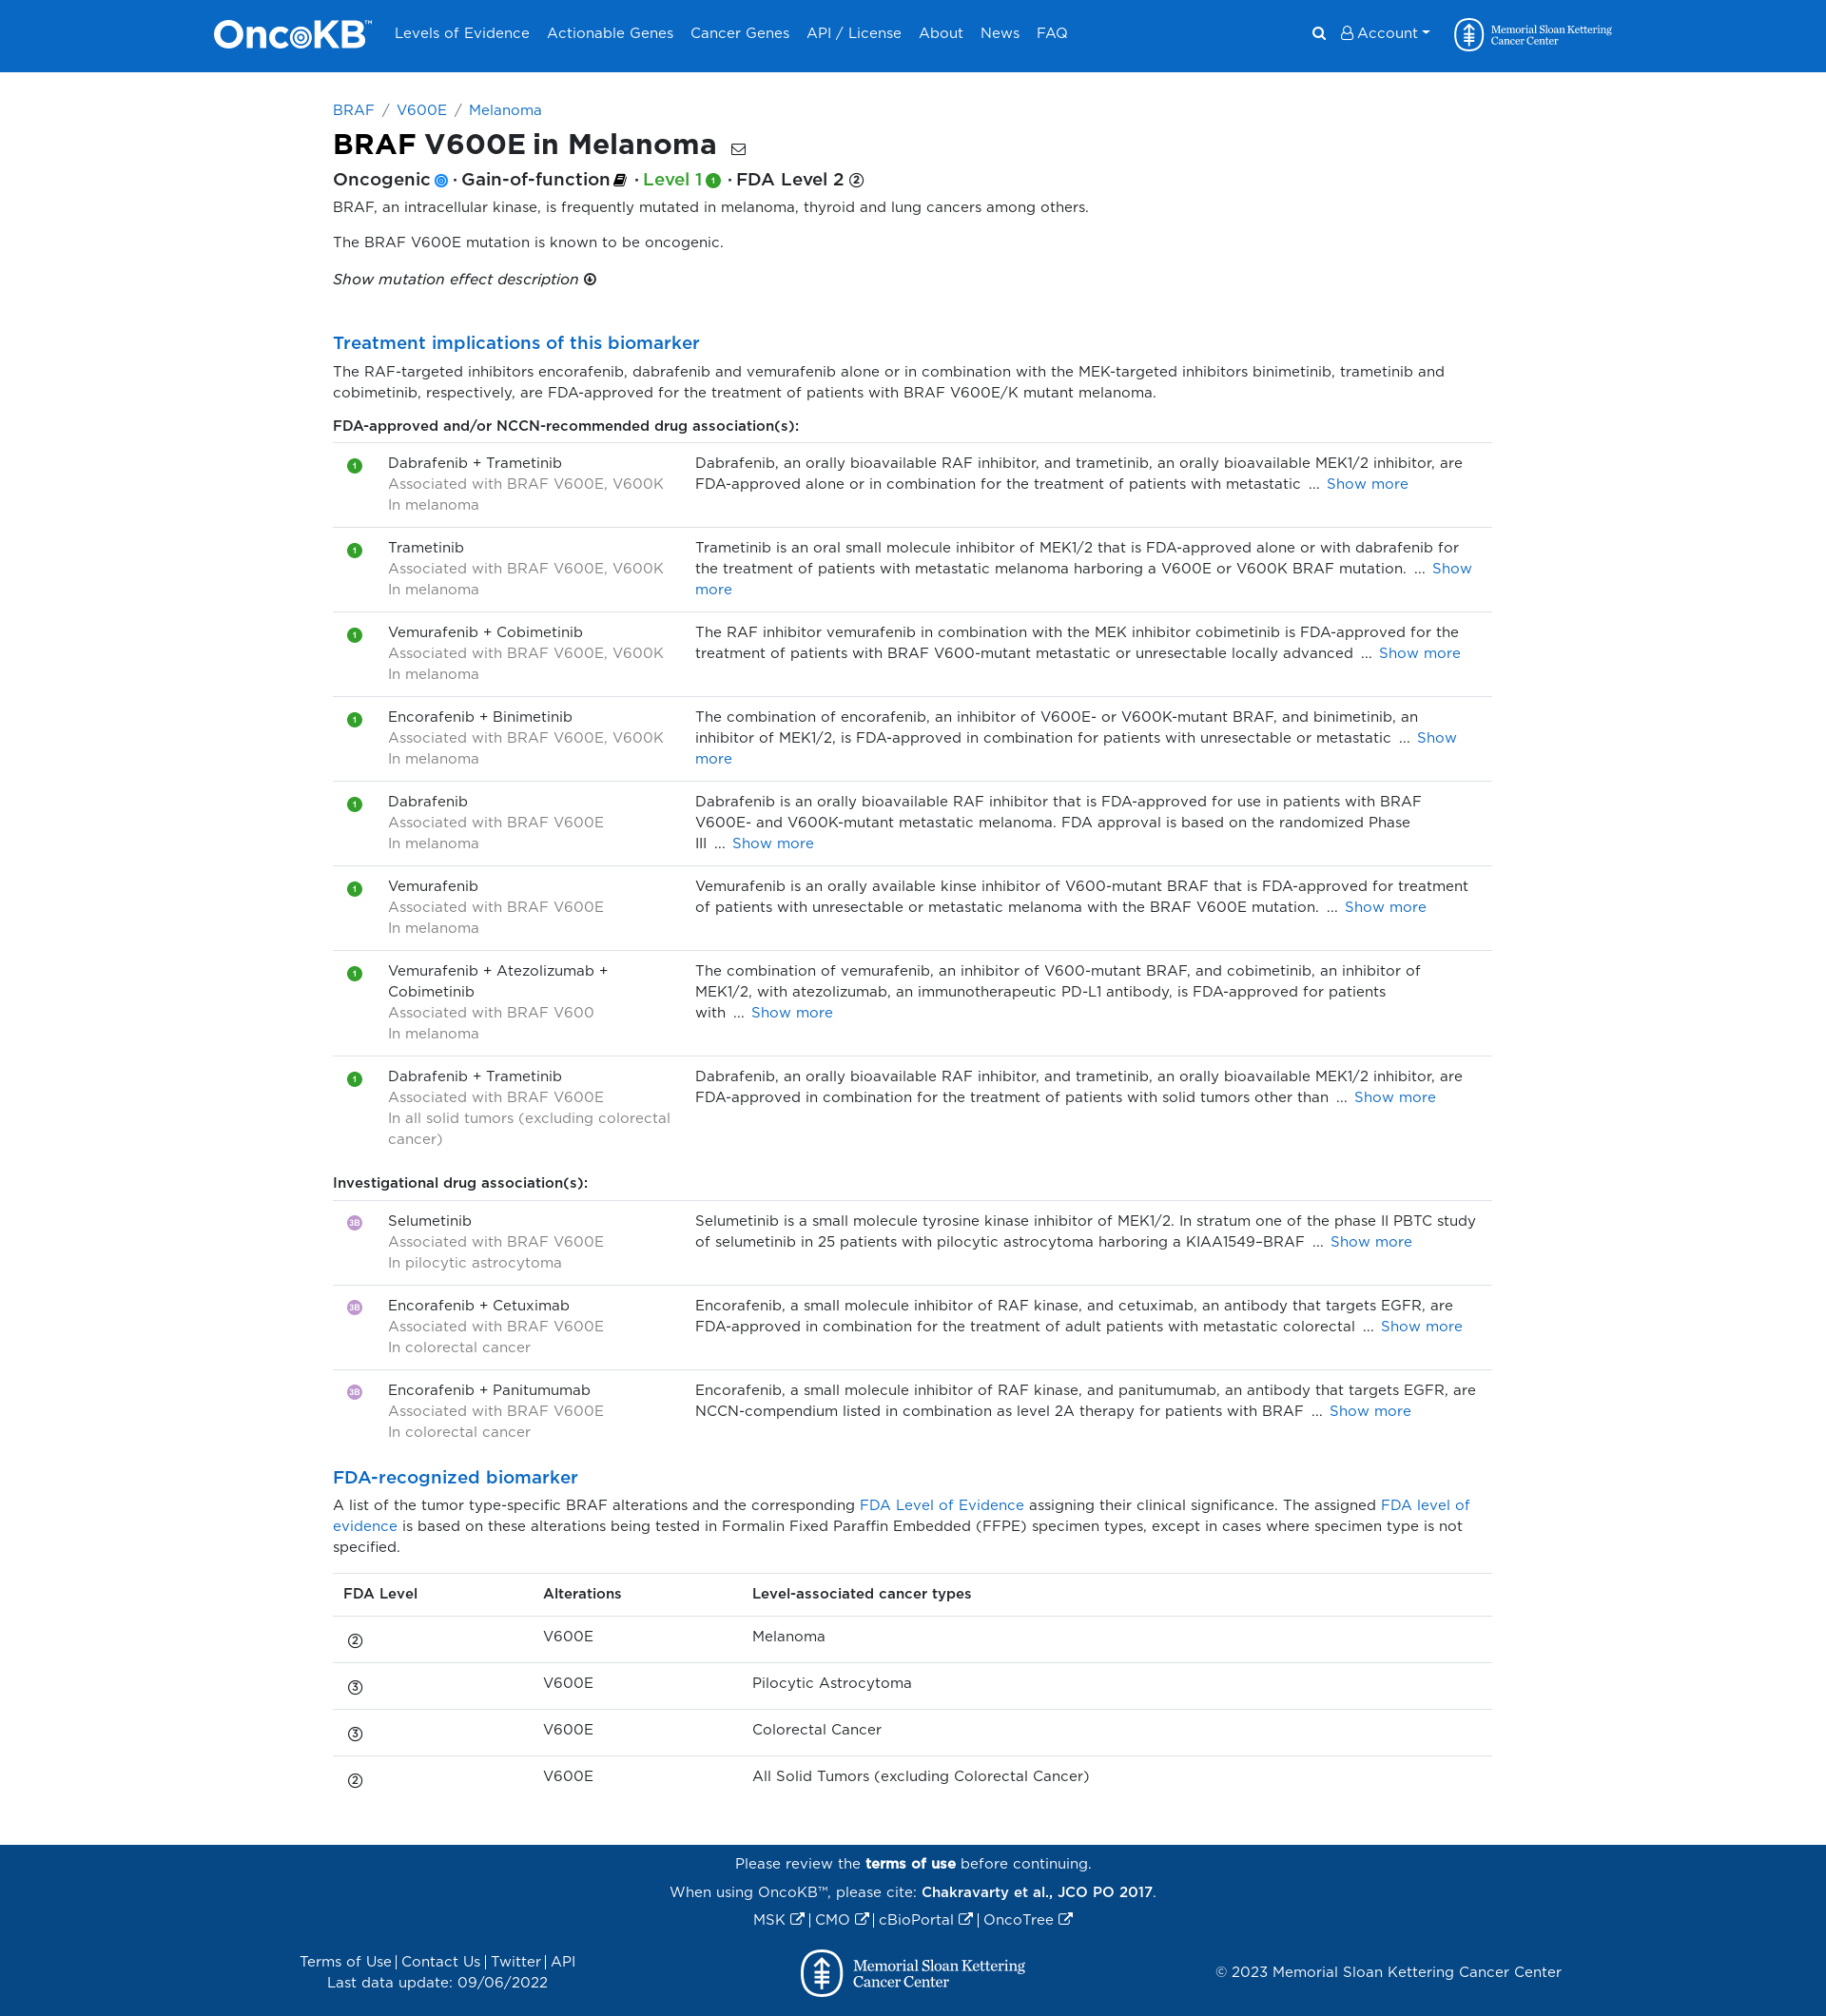 OncoKB™ Levels of Evidence Actionable Genes Cancer Genes API / License About News FAQ Account Memorial Sloan Kettering Cancer Center
BRAF / V600E / Melanoma
BRAF V600E in Melanoma
Oncogenic · Gain-of-function · Level 1 1 · FDA Level 2 2
BRAF, an intracellular kinase, is frequently mutated in melanoma, thyroid and lung cancers among others.
The BRAF V600E mutation is known to be oncogenic.
Show mutation effect description
Treatment implications of this biomarker
The RAF-targeted inhibitors encorafenib, dabrafenib and vemurafenib alone or in combination with the MEK-targeted inhibitors binimetinib, trametinib and
cobimetinib, respectively, are FDA-approved for the treatment of patients with BRAF V600E/K mutant melanoma.
FDA-approved and/or NCCN-recommended drug association(s):
1
Dabrafenib + Trametinib
Associated with BRAF V600E, V600K
In melanoma
Dabrafenib, an orally bioavailable RAF inhibitor, and trametinib, an orally bioavailable MEK1/2 inhibitor, are
FDA-approved alone or in combination for the treatment of patients with metastatic ... Show more
1
Trametinib
Associated with BRAF V600E, V600K
In melanoma
Trametinib is an oral small molecule inhibitor of MEK1/2 that is FDA-approved alone or with dabrafenib for
the treatment of patients with metastatic melanoma harboring a V600E or V600K BRAF mutation. ... Show
more
1
Vemurafenib + Cobimetinib
Associated with BRAF V600E, V600K
In melanoma
The RAF inhibitor vemurafenib in combination with the MEK inhibitor cobimetinib is FDA-approved for the
treatment of patients with BRAF V600-mutant metastatic or unresectable locally advanced ... Show more
1
Encorafenib + Binimetinib
Associated with BRAF V600E, V600K
In melanoma
The combination of encorafenib, an inhibitor of V600E- or V600K-mutant BRAF, and binimetinib, an
inhibitor of MEK1/2, is FDA-approved in combination for patients with unresectable or metastatic ... Show
more
1
Dabrafenib
Associated with BRAF V600E
In melanoma
Dabrafenib is an orally bioavailable RAF inhibitor that is FDA-approved for use in patients with BRAF
V600E- and V600K-mutant metastatic melanoma. FDA approval is based on the randomized Phase
III ... Show more
1
Vemurafenib
Associated with BRAF V600E
In melanoma
Vemurafenib is an orally available kinse inhibitor of V600-mutant BRAF that is FDA-approved for treatment
of patients with unresectable or metastatic melanoma with the BRAF V600E mutation. ... Show more
1
Vemurafenib + Atezolizumab +
Cobimetinib
Associated with BRAF V600
In melanoma
The combination of vemurafenib, an inhibitor of V600-mutant BRAF, and cobimetinib, an inhibitor of
MEK1/2, with atezolizumab, an immunotherapeutic PD-L1 antibody, is FDA-approved for patients
with ... Show more
1
Dabrafenib + Trametinib
Associated with BRAF V600E
In all solid tumors (excluding colorectal
cancer)
Dabrafenib, an orally bioavailable RAF inhibitor, and trametinib, an orally bioavailable MEK1/2 inhibitor, are
FDA-approved in combination for the treatment of patients with solid tumors other than ... Show more
Investigational drug association(s):
3B
Selumetinib
Associated with BRAF V600E
In pilocytic astrocytoma
Selumetinib is a small molecule tyrosine kinase inhibitor of MEK1/2. In stratum one of the phase II PBTC study
of selumetinib in 25 patients with pilocytic astrocytoma harboring a KIAA1549–BRAF ... Show more
3B
Encorafenib + Cetuximab
Associated with BRAF V600E
In colorectal cancer
Encorafenib, a small molecule inhibitor of RAF kinase, and cetuximab, an antibody that targets EGFR, are
FDA-approved in combination for the treatment of adult patients with metastatic colorectal ... Show more
3B
Encorafenib + Panitumumab
Associated with BRAF V600E
In colorectal cancer
Encorafenib, a small molecule inhibitor of RAF kinase, and panitumumab, an antibody that targets EGFR, are
NCCN-compendium listed in combination as level 2A therapy for patients with BRAF ... Show more
FDA-recognized biomarker
A list of the tumor type-specific BRAF alterations and the corresponding FDA Level of Evidence assigning their clinical significance. The assigned FDA level of
evidence is based on these alterations being tested in Formalin Fixed Paraffin Embedded (FFPE) specimen types, except in cases where specimen type is not
specified.
FDA Level Alterations Level-associated cancer types
2 V600E Melanoma
3 V600E Pilocytic Astrocytoma
3 V600E Colorectal Cancer
2 V600E All Solid Tumors (excluding Colorectal Cancer)
Please review the terms of use before continuing.
When using OncoKB™, please cite: Chakravarty et al., JCO PO 2017.
MSK | CMO | cBioPortal | OncoTree
Terms of Use | Contact Us | Twitter | API
Last data update: 09/06/2022
Memorial Sloan Kettering
Cancer Center
© 2023 Memorial Sloan Kettering Cancer Center